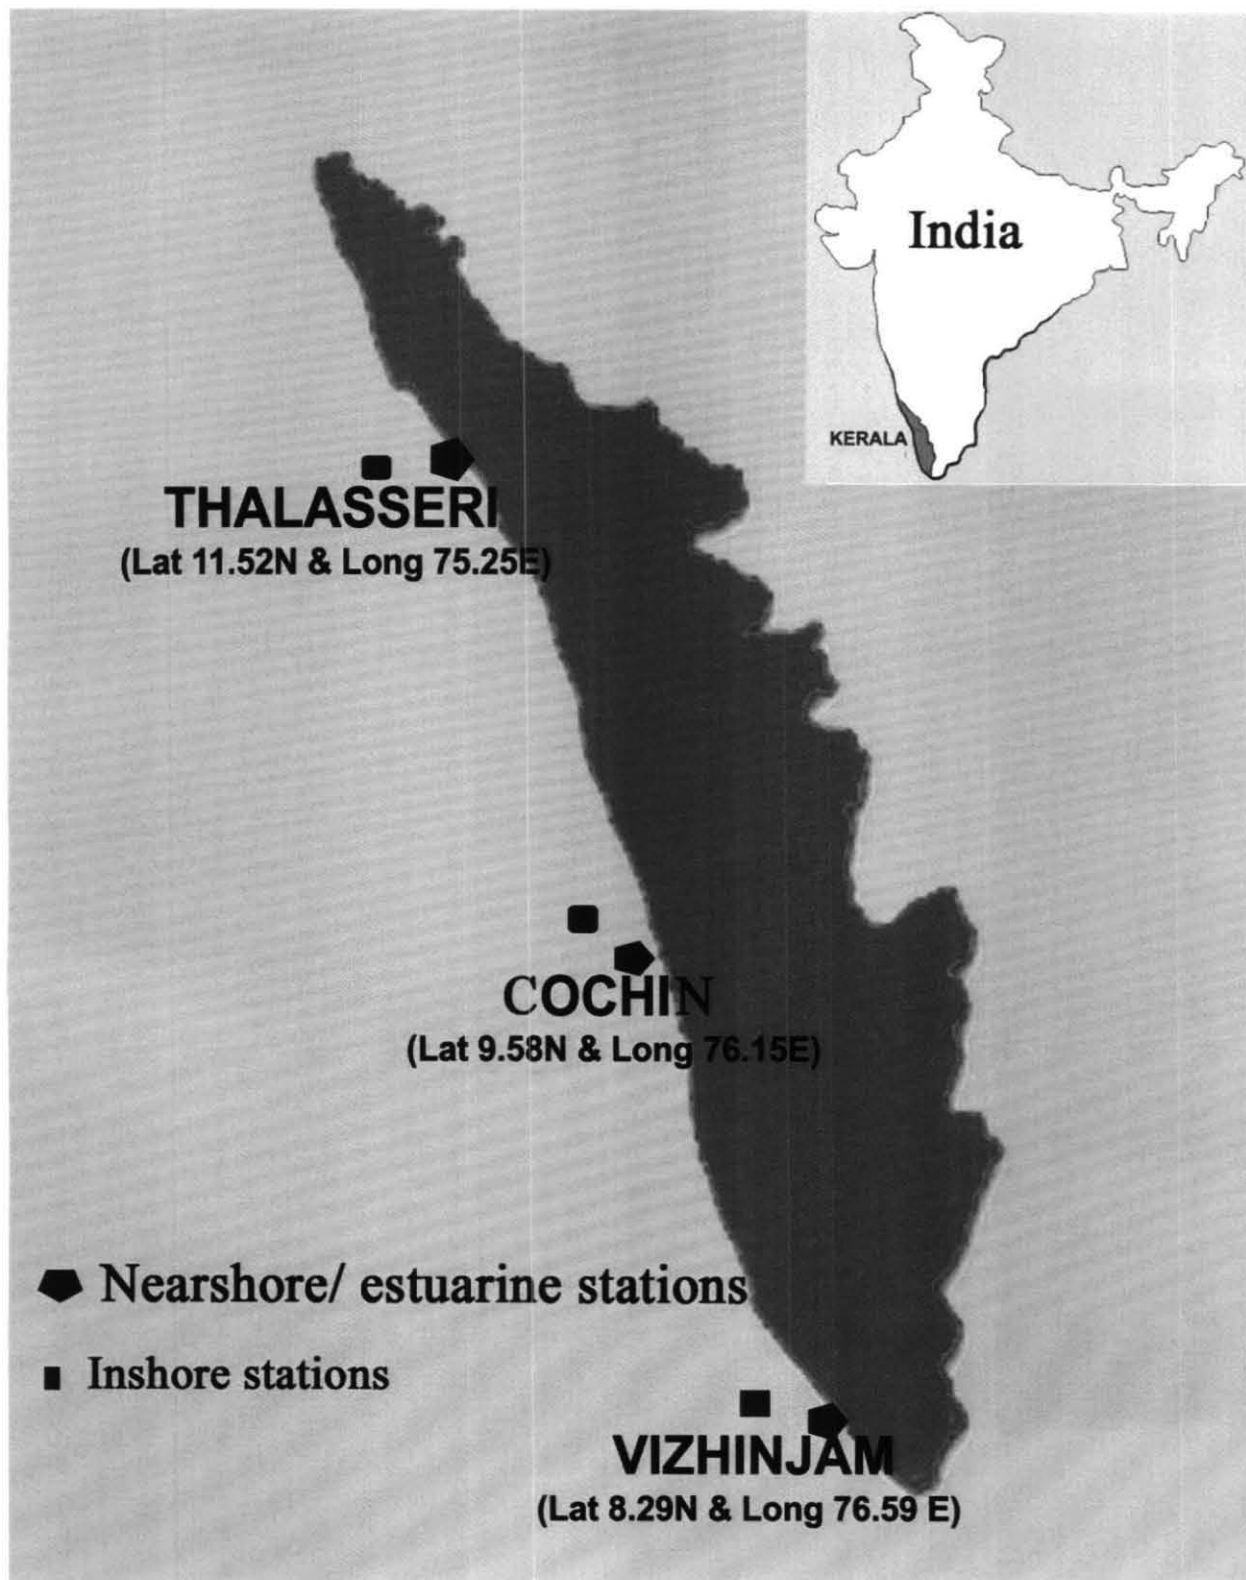 India
KERALA
THALASSERI
(Lat 11.52N & Long 75.25E)
COCHIN
(Lat 9.58N & Long 76.15E)
Nearshore/ estuarine stations
Inshore stations
VIZHINJAM
(Lat 8.29N & Long 76.59 E)